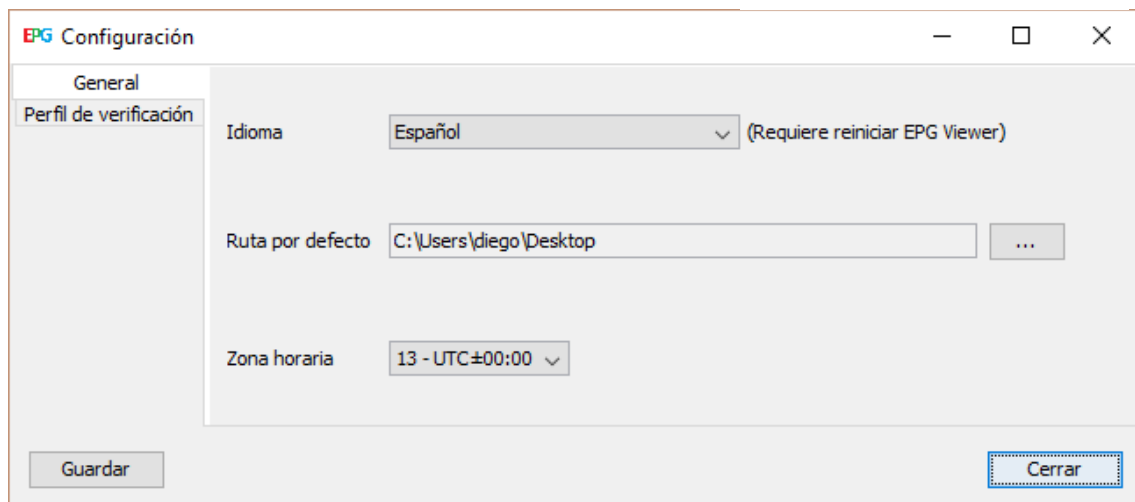 EPG Configuración
General
Perfil de verificación
Idioma Español (Requiere reiniciar EPG Viewer)
Ruta por defecto C:\Users\diego\Desktop ...
Zona horaria 13 - UTC±00:00
Guardar Cerrar